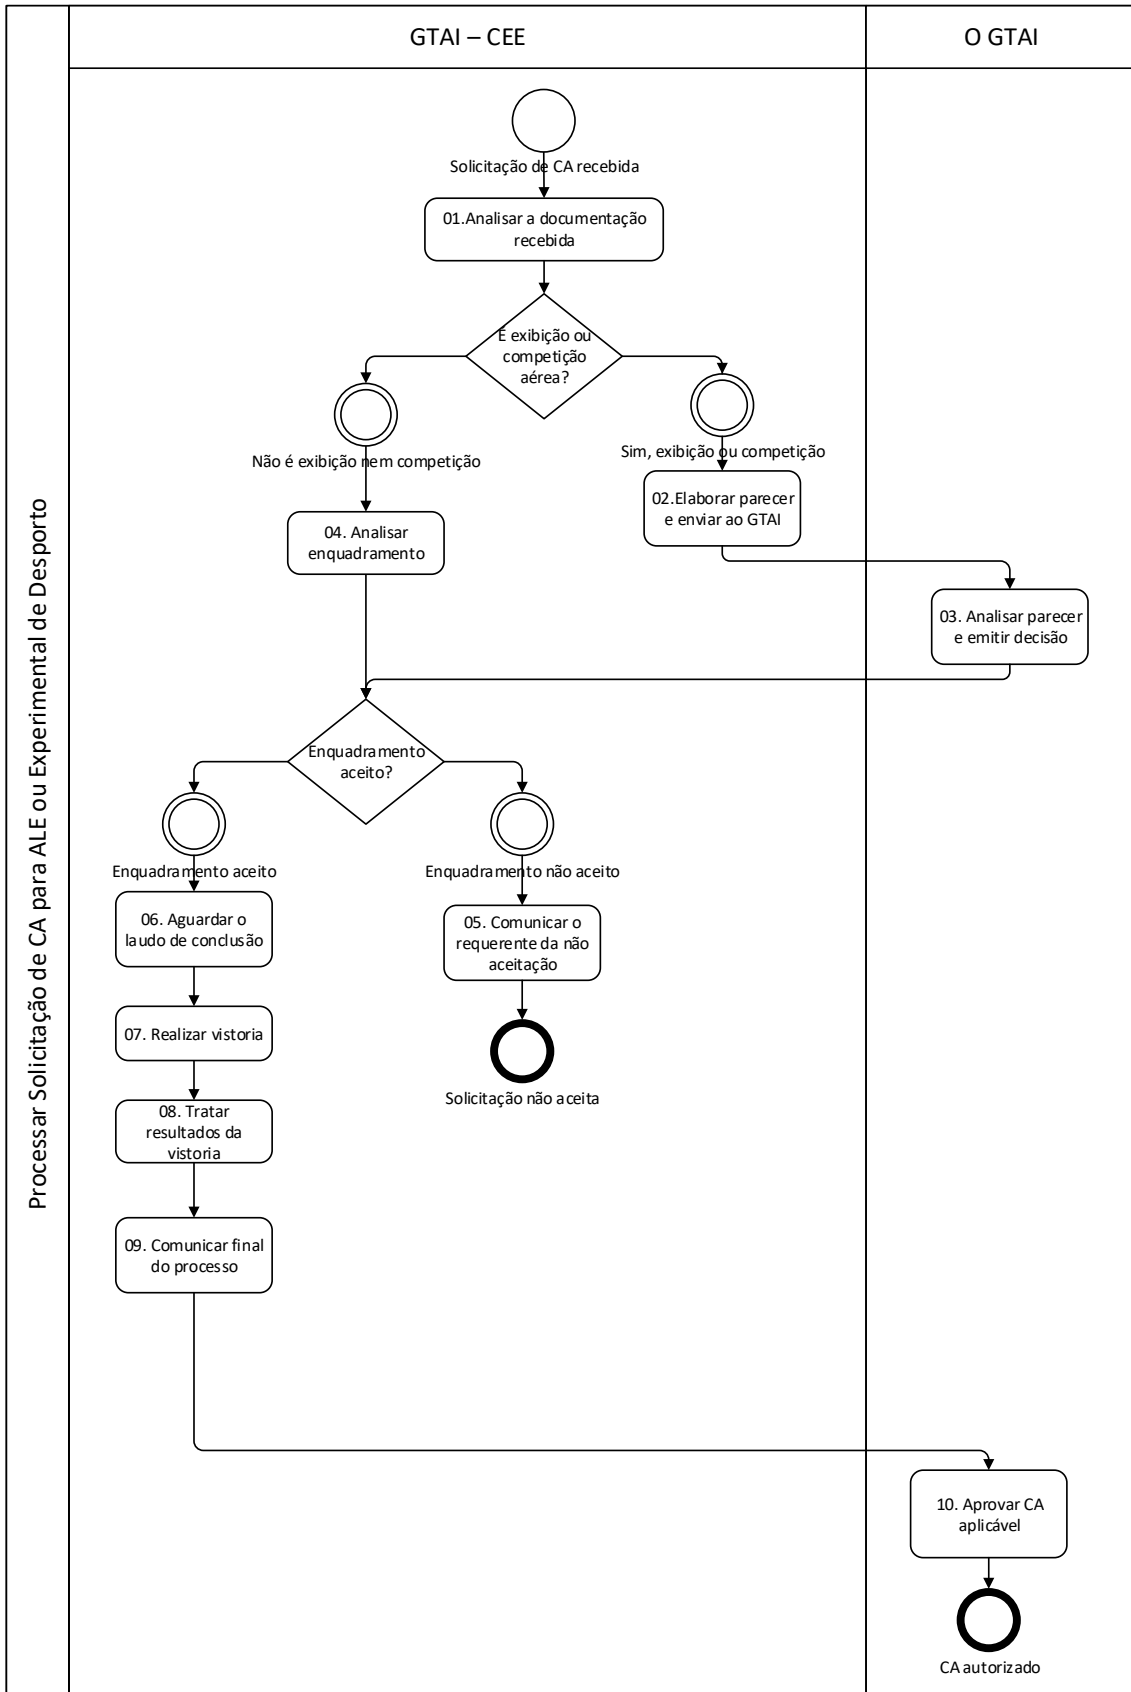 Processar Solicitação de CA para ALE ou Experimental de Desporto
GTAI – CEE
O GTAI
Solicitação de CA recebida
01.Analisar a documentação
recebida
É exibição ou
competição
aérea?
Não é exibição nem competição
Sim, exibição ou competição
04. Analisar
enquadramento
02.Elaborar parecer
e enviar ao GTAI
03. Analisar parecer
e emitir decisão
Enquadramento
aceito?
Enquadramento aceito
Enquadramento não aceito
06. Aguardar o
laudo de conclusão
05. Comunicar o
requerente da não
aceitação
07. Realizar vistoria
Solicitação não aceita
08. Tratar
resultados da
vistoria
09. Comunicar final
do processo
10. Aprovar CA
aplicável
CA autorizado